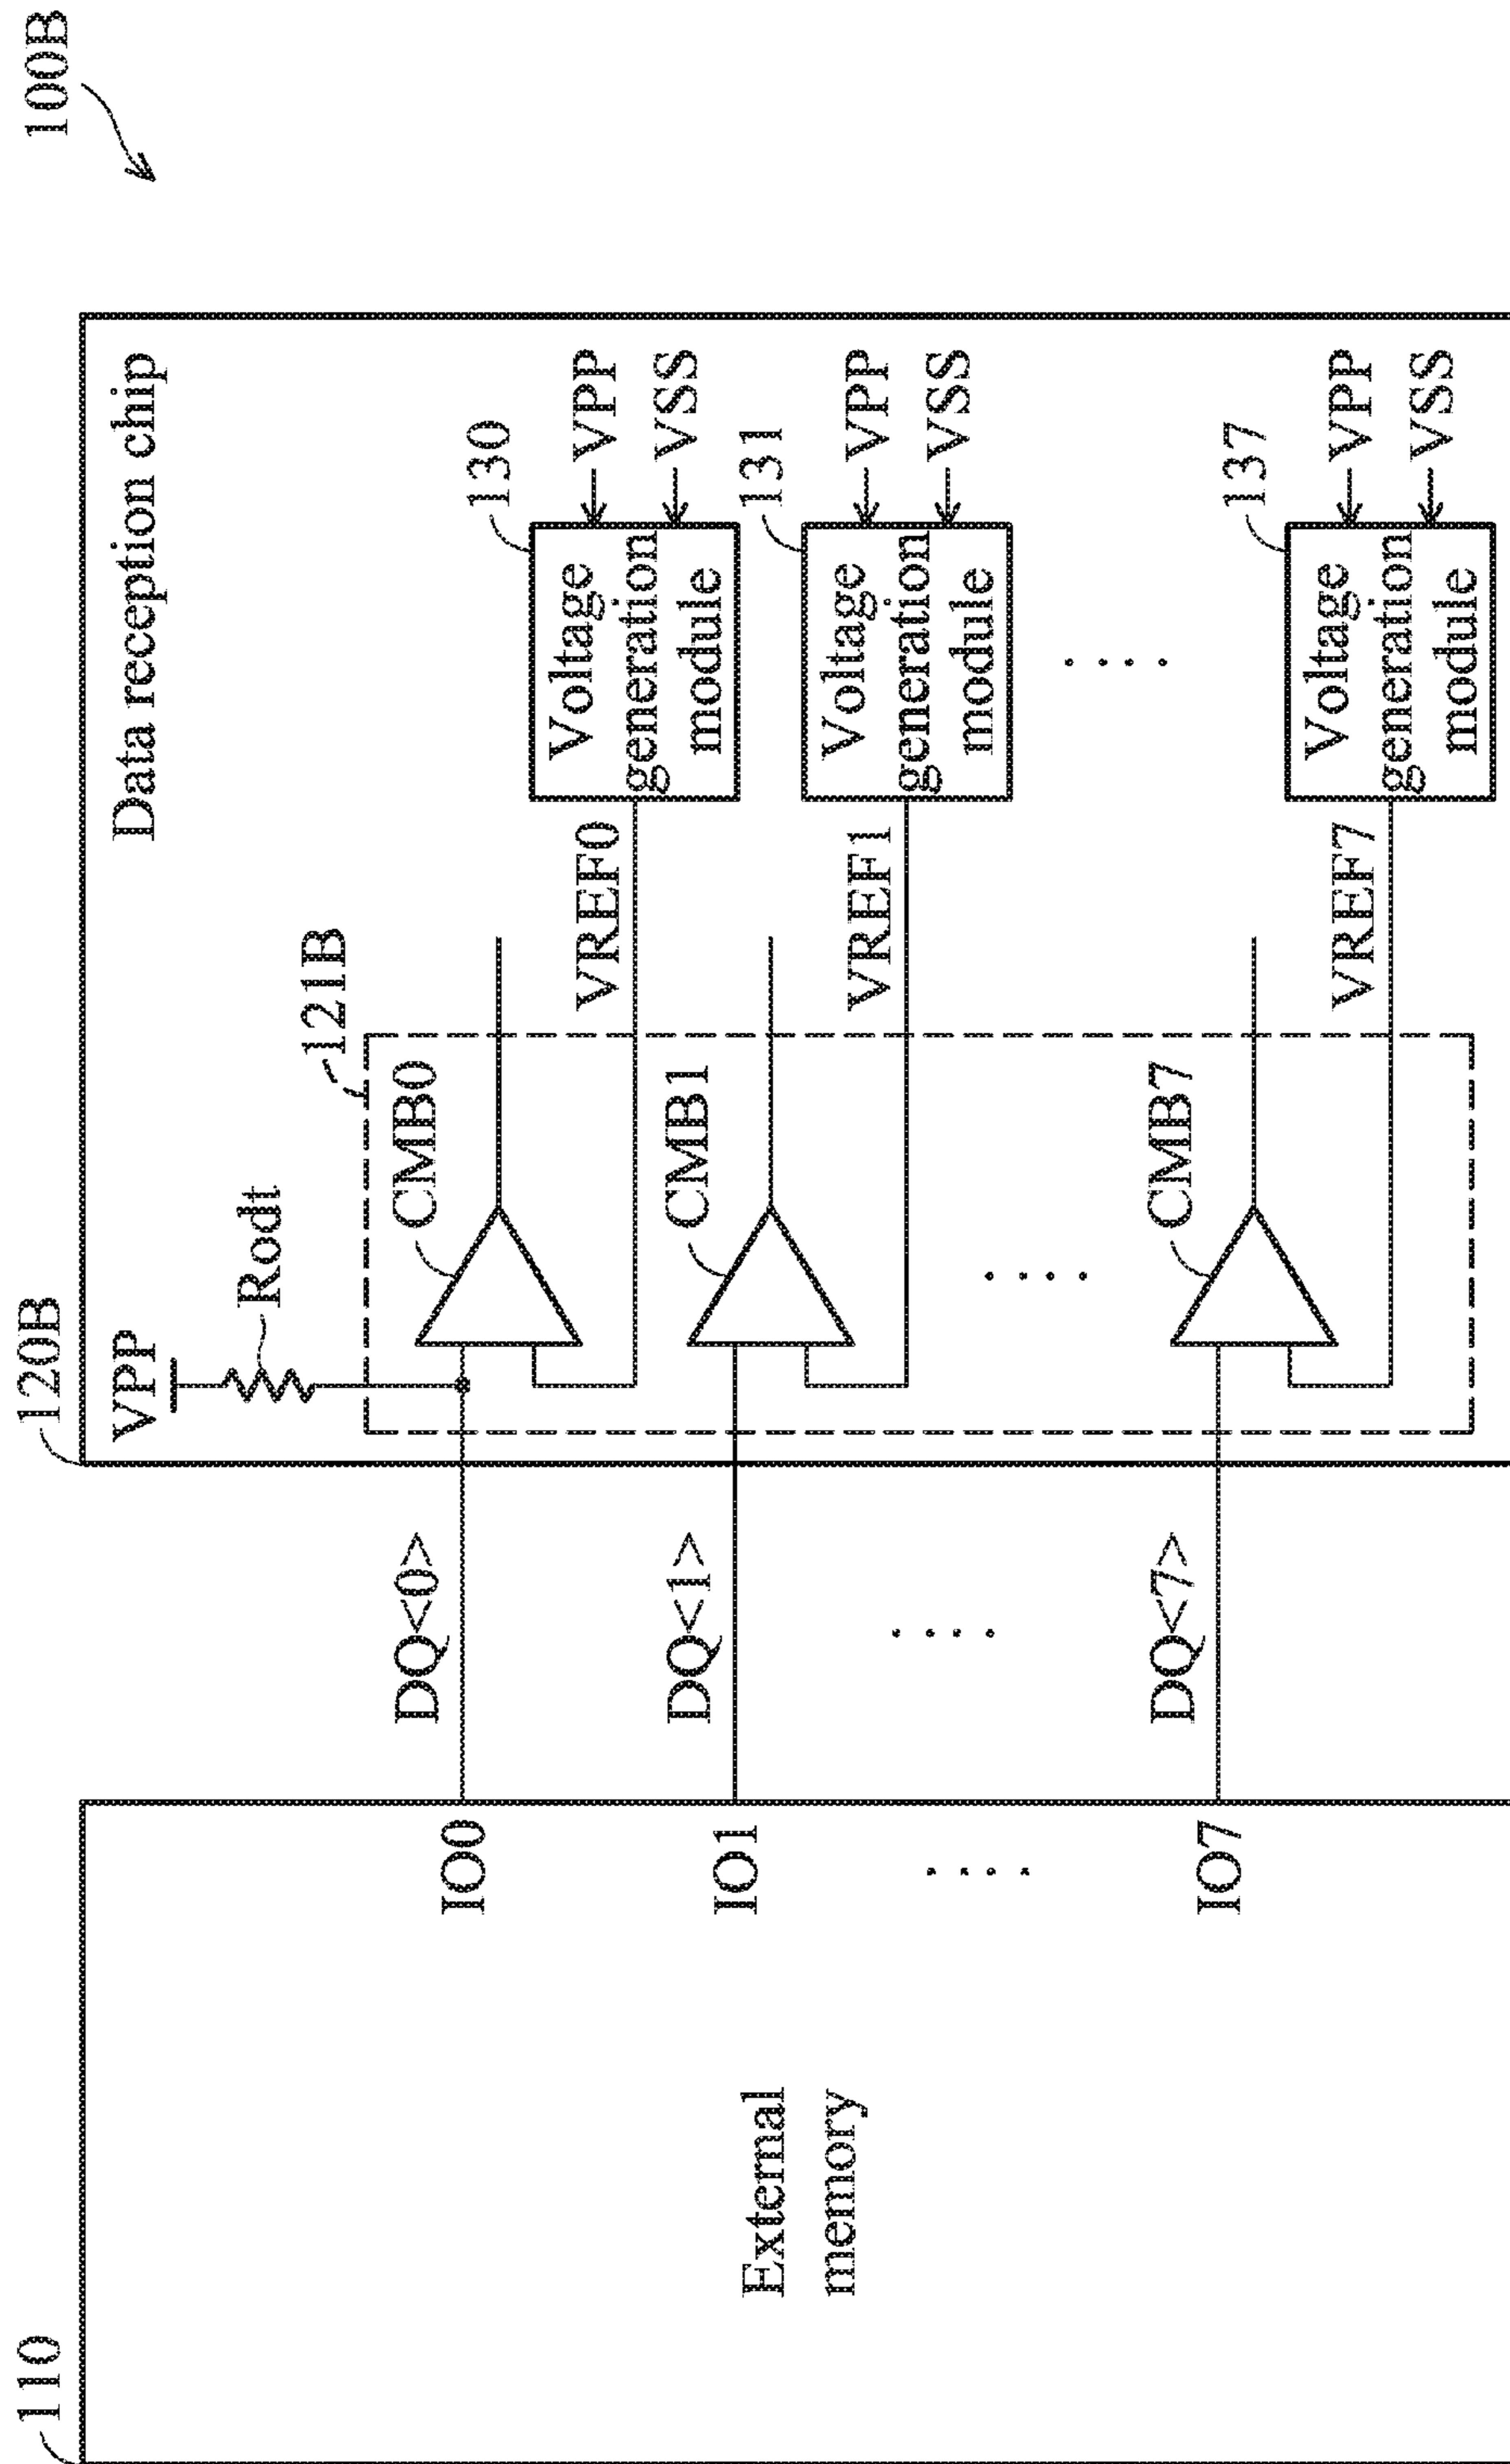 100B
120B
Data reception chip
VPP
Rodt
121B
CMB0
130
Voltage
generation
module
VPP
VSS
VREF0
DQ<0>
IO0
CMB1
131
Voltage
generation
module
VPP
VSS
VREF1
DQ<1>
IO1
CMB7
137
Voltage
generation
module
VPP
VSS
VREF7
DQ<7>
IO7
110
External
memory